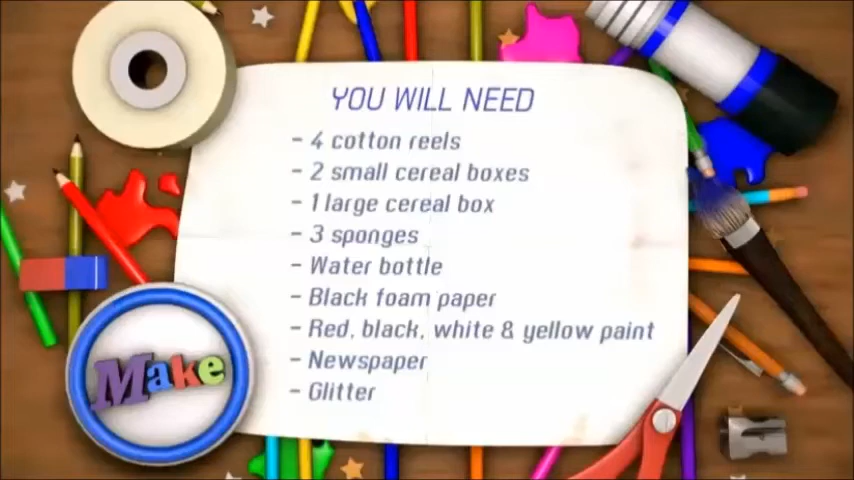 YOU WILL NEED
- 4 cotton reels
- 2 small cereal boxes
- 1 large cereal box
- 3 sponges
- Water bottle
- Black foam paper
- Red, black, white & yellow paint
- Newspaper
- Glitter
Make